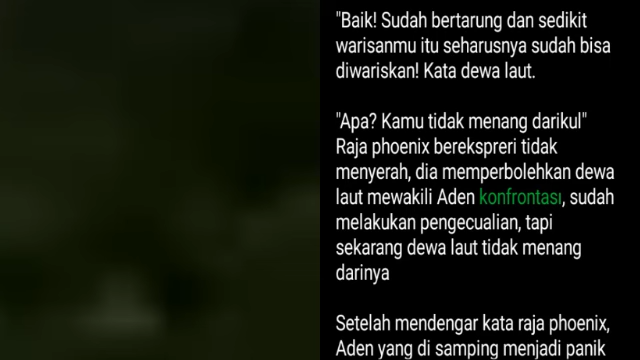 "Baik! Sudah bertarung dan sedikit
warisanmu itu seharusnya sudah bisa
diwariskan! Kata dewa laut.
"Apa? Kamu tidak menang darikul"
Raja phoenix berekspreri tidak
menyerah, dia memperbolehkan dewa
laut mewakili Aden konfrontası, sudah
melakukan pengecualian, tapi
sekarang dewa laut tidak menang
darinya
Setelah mendengar kata raja phoenix,
Aden yang di samping menjadi panik